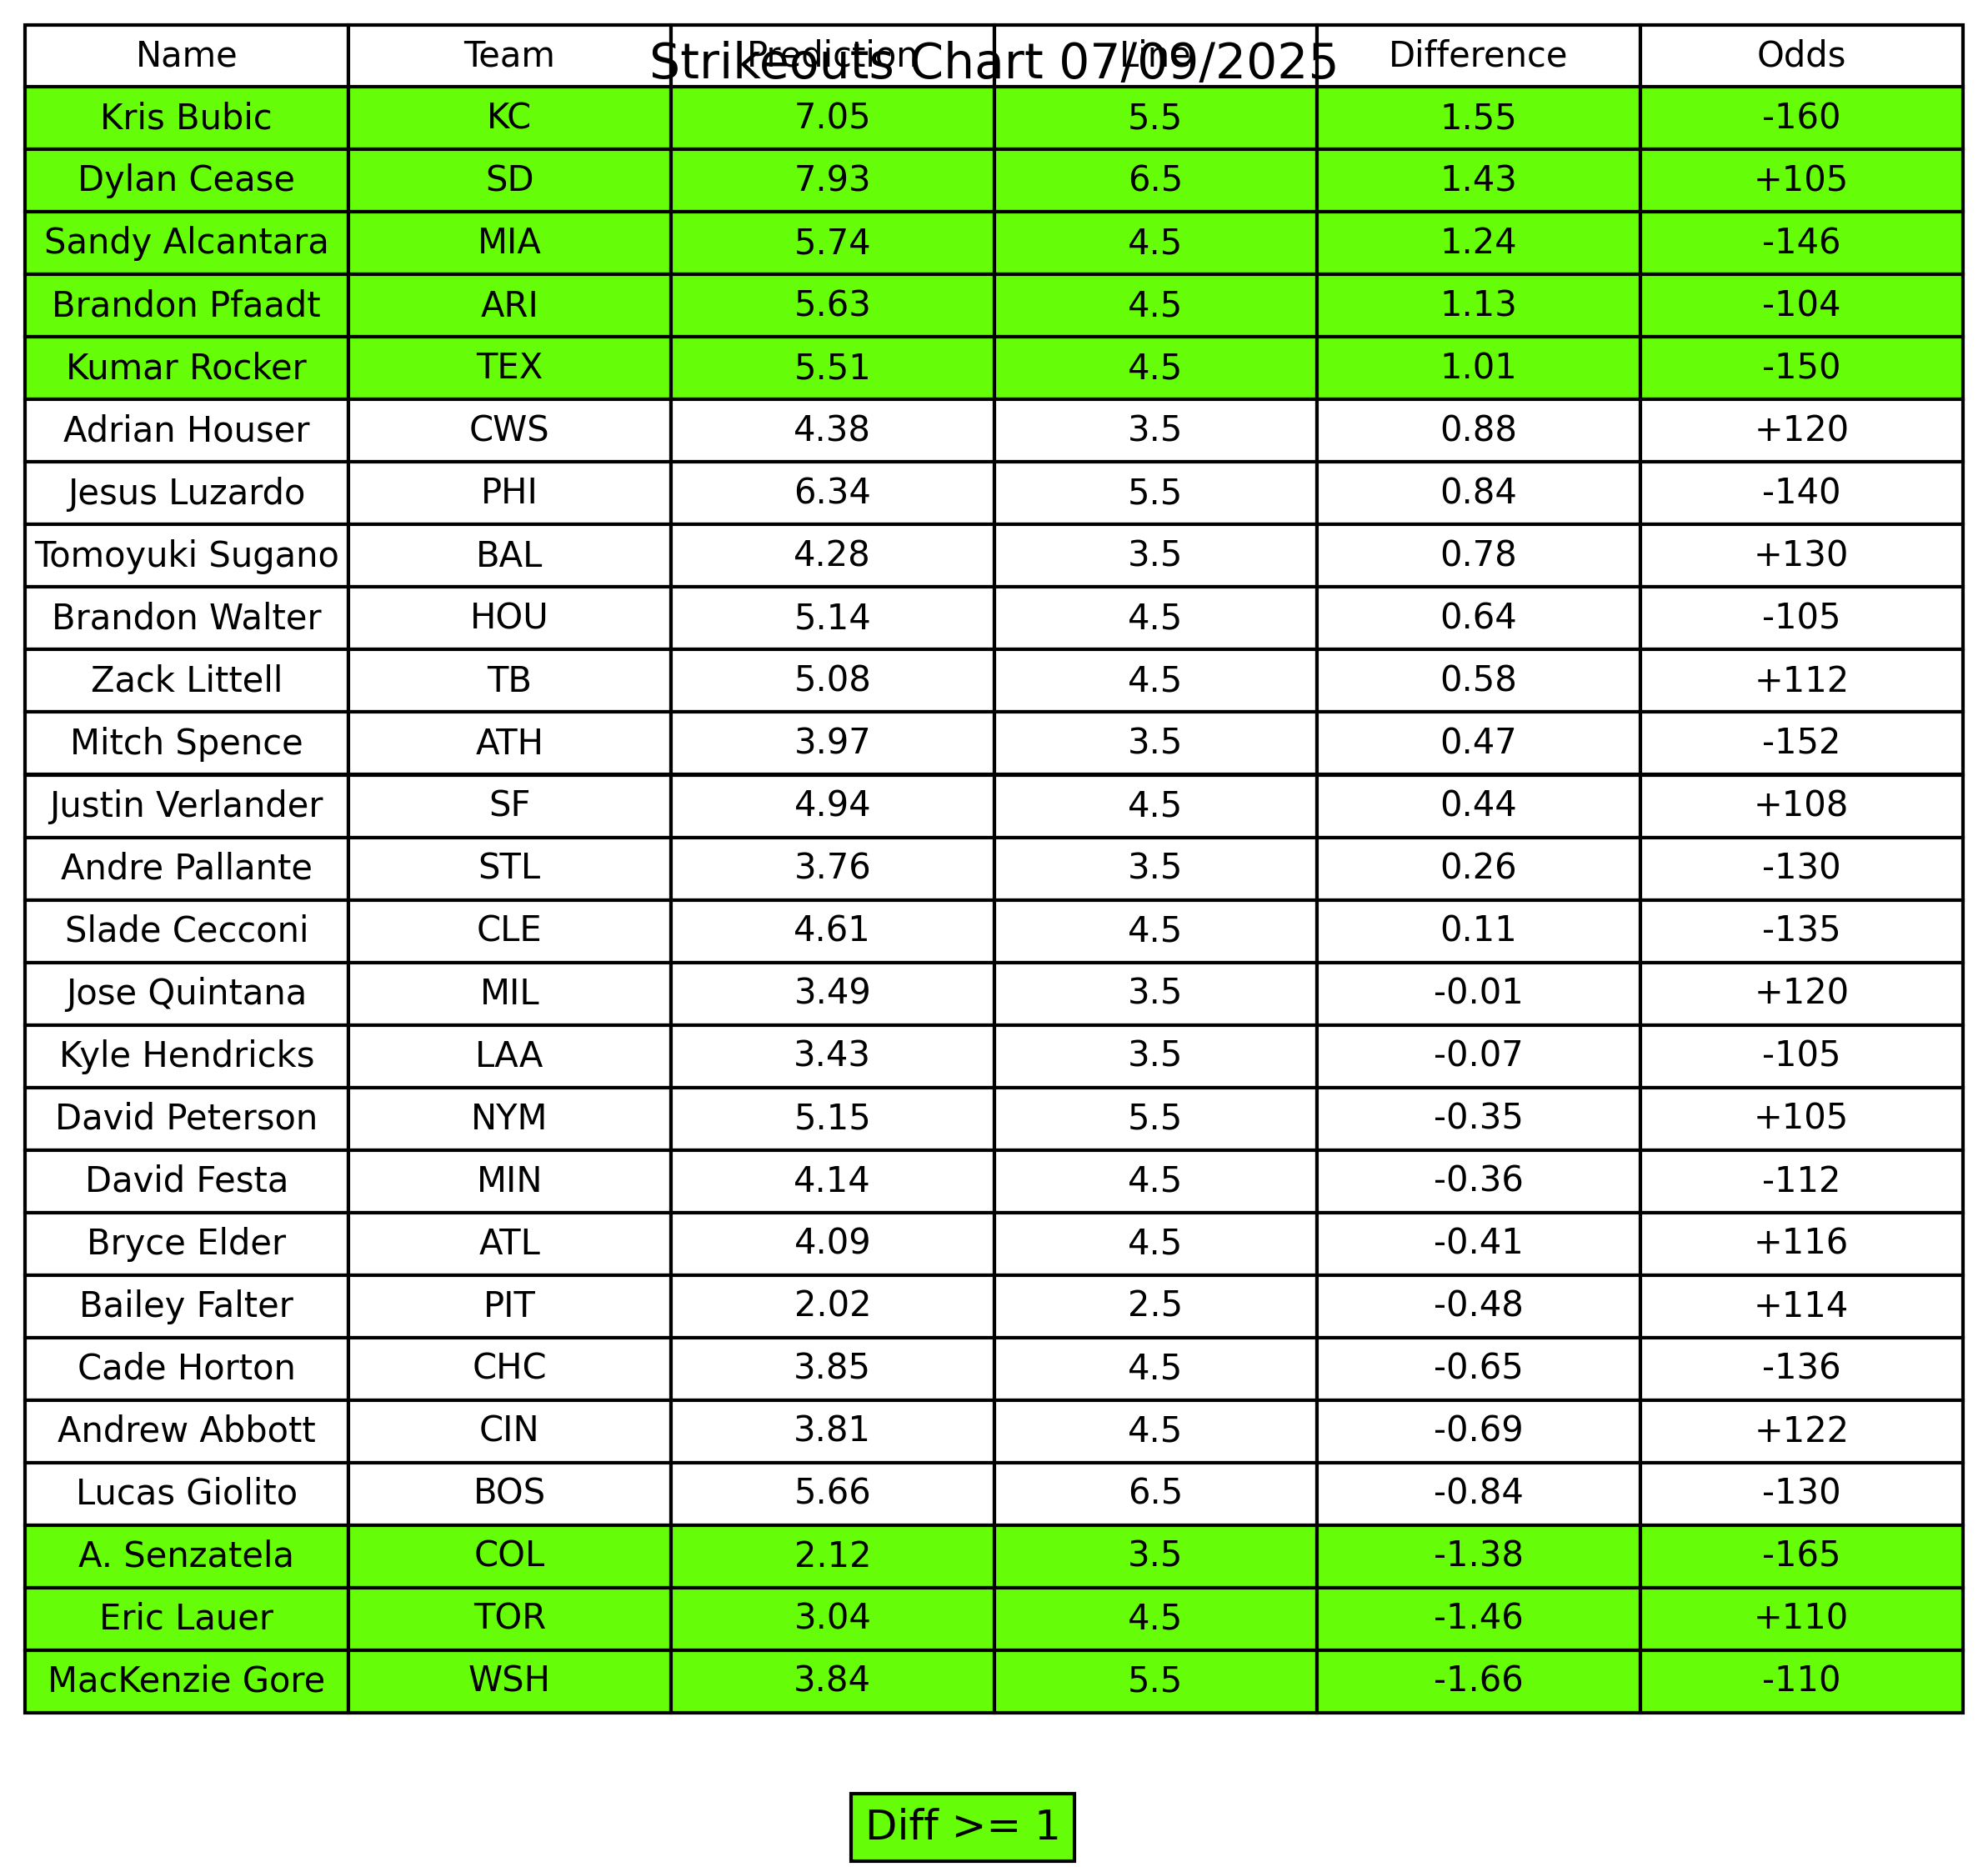 Strikeouts Chart 07/09/2025
Name Team Prediction Line Difference Odds
Kris Bubic KC 7.05 5.5 1.55 -160
Dylan Cease SD 7.93 6.5 1.43 +105
Sandy Alcantara MIA 5.74 4.5 1.24 -146
Brandon Pfaadt ARI 5.63 4.5 1.13 -104
Kumar Rocker TEX 5.51 4.5 1.01 -150
Adrian Houser CWS 4.38 3.5 0.88 +120
Jesus Luzardo PHI 6.34 5.5 0.84 -140
Tomoyuki Sugano BAL 4.28 3.5 0.78 +130
Brandon Walter HOU 5.14 4.5 0.64 -105
Zack Littell TB 5.08 4.5 0.58 +112
Mitch Spence ATH 3.97 3.5 0.47 -152
Justin Verlander SF 4.94 4.5 0.44 +108
Andre Pallante STL 3.76 3.5 0.26 -130
Slade Cecconi CLE 4.61 4.5 0.11 -135
Jose Quintana MIL 3.49 3.5 -0.01 +120
Kyle Hendricks LAA 3.43 3.5 -0.07 -105
David Peterson NYM 5.15 5.5 -0.35 +105
David Festa MIN 4.14 4.5 -0.36 -112
Bryce Elder ATL 4.09 4.5 -0.41 +116
Bailey Falter PIT 2.02 2.5 -0.48 +114
Cade Horton CHC 3.85 4.5 -0.65 -136
Andrew Abbott CIN 3.81 4.5 -0.69 +122
Lucas Giolito BOS 5.66 6.5 -0.84 -130
A. Senzatela COL 2.12 3.5 -1.38 -165
Eric Lauer TOR 3.04 4.5 -1.46 +110
MacKenzie Gore WSH 3.84 5.5 -1.66 -110
Diff >= 1